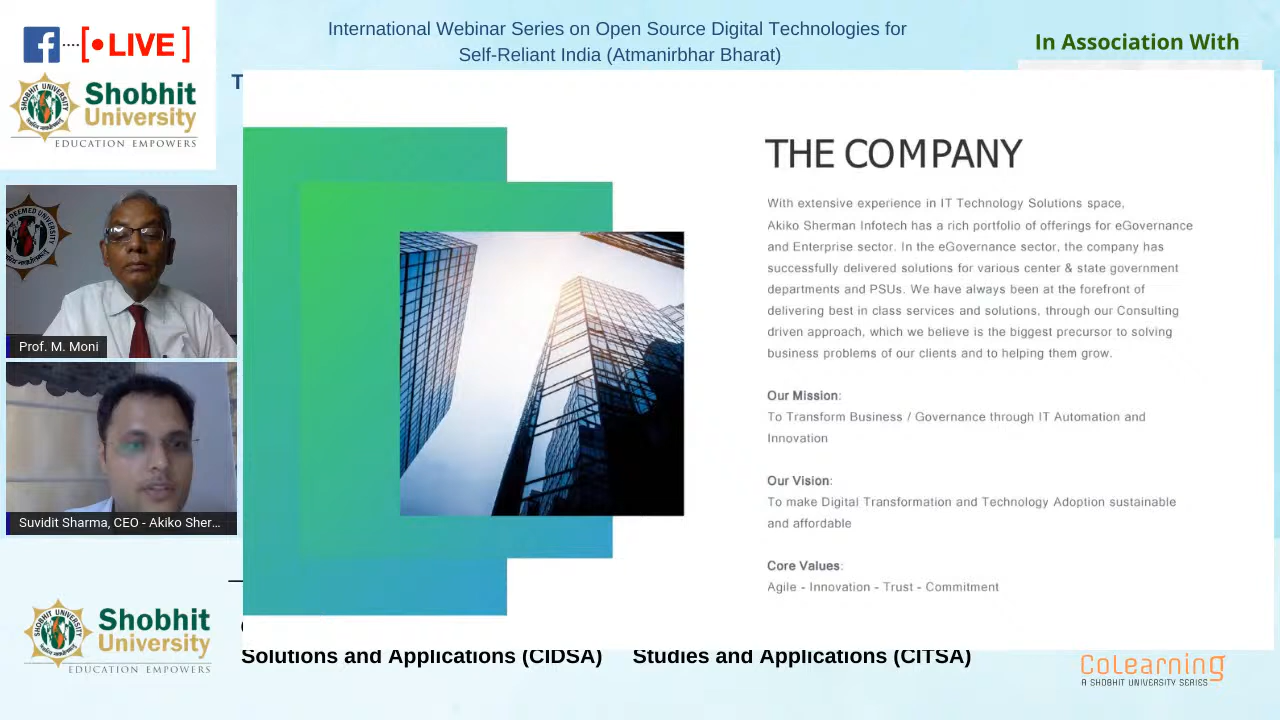 International Webinar Series on Open Source Digital Technologies for
Self-Reliant India (Atmanirbhar Bharat)
In Association With
[•LIVE]
Shobhit
University
EDUCATION EMPOWERS
THE COMPANY
With extensive experience in IT Technology Solutions space,
Akiko Sherman Infotech has a rich portfolio of offerings for eGovernance
and Enterprise sector. In the eGovernance sector, the company has
successfully delivered solutions for various center & state government
departments and PSUs. We have always been at the forefront of
delivering best in class services and solutions, through our Consulting
driven approach, which we believe is the biggest precursor to solving
business problems of our clients and to helping them grow.
Our Mission:
To Transform Business / Governance through IT Automation and
Innovation
Our Vision:
To make Digital Transformation and Technology Adoption sustainable
and affordable
Core Values:
Agile - Innovation - Trust - Commitment
Prof. M. Moni
Suvidit Sharma, CEO - Akiko Sher...
Shobhit
University
EDUCATION EMPOWERS
Solutions and Applications (CIDSA) Studies and Applications (CITSA)
CoLearning
A SHOBHIT UNIVERSITY SERIES